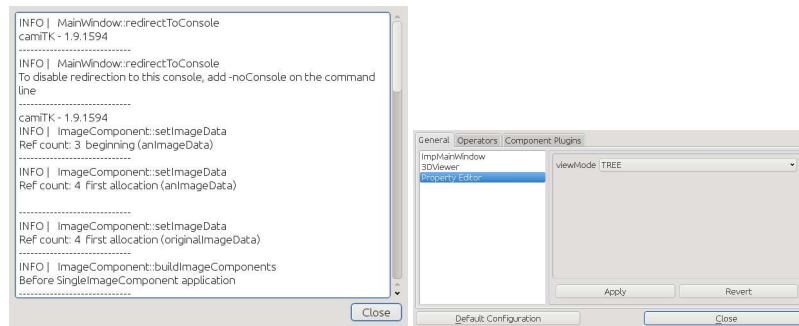 INFO | MainWindow::redirectToConsole
camiTK - 1.9.1594
----------------------------
INFO | MainWindow::redirectToConsole
To disable redirection to this console, add -noConsole on the command
line
----------------------------
camiTK - 1.9.1594
INFO | ImageComponent::setImageData
Ref count: 3 beginning (anImageData)
----------------------------
INFO | ImageComponent::setImageData
Ref count: 4 first allocation (anImageData)
----------------------------
INFO | ImageComponent::setImageData
Ref count: 4 first allocation (originalImageData)
----------------------------
INFO | ImageComponent::buildImageComponents
Before SingleImageComponent application
----------------------------
Close
General Operators Component Plugins
ImpMainWindow
3DViewer
Property Editor
viewMode TREE
Apply Revert
Default Configuration Close